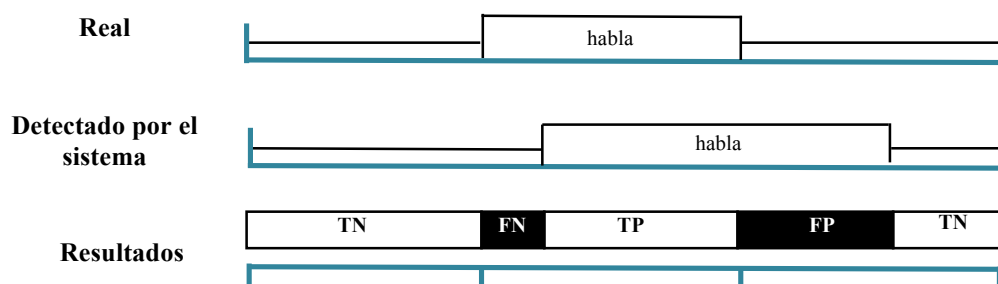 Real
habla
Detectado por el
sistema
habla
Resultados
TN
FN
TP
FP
TN